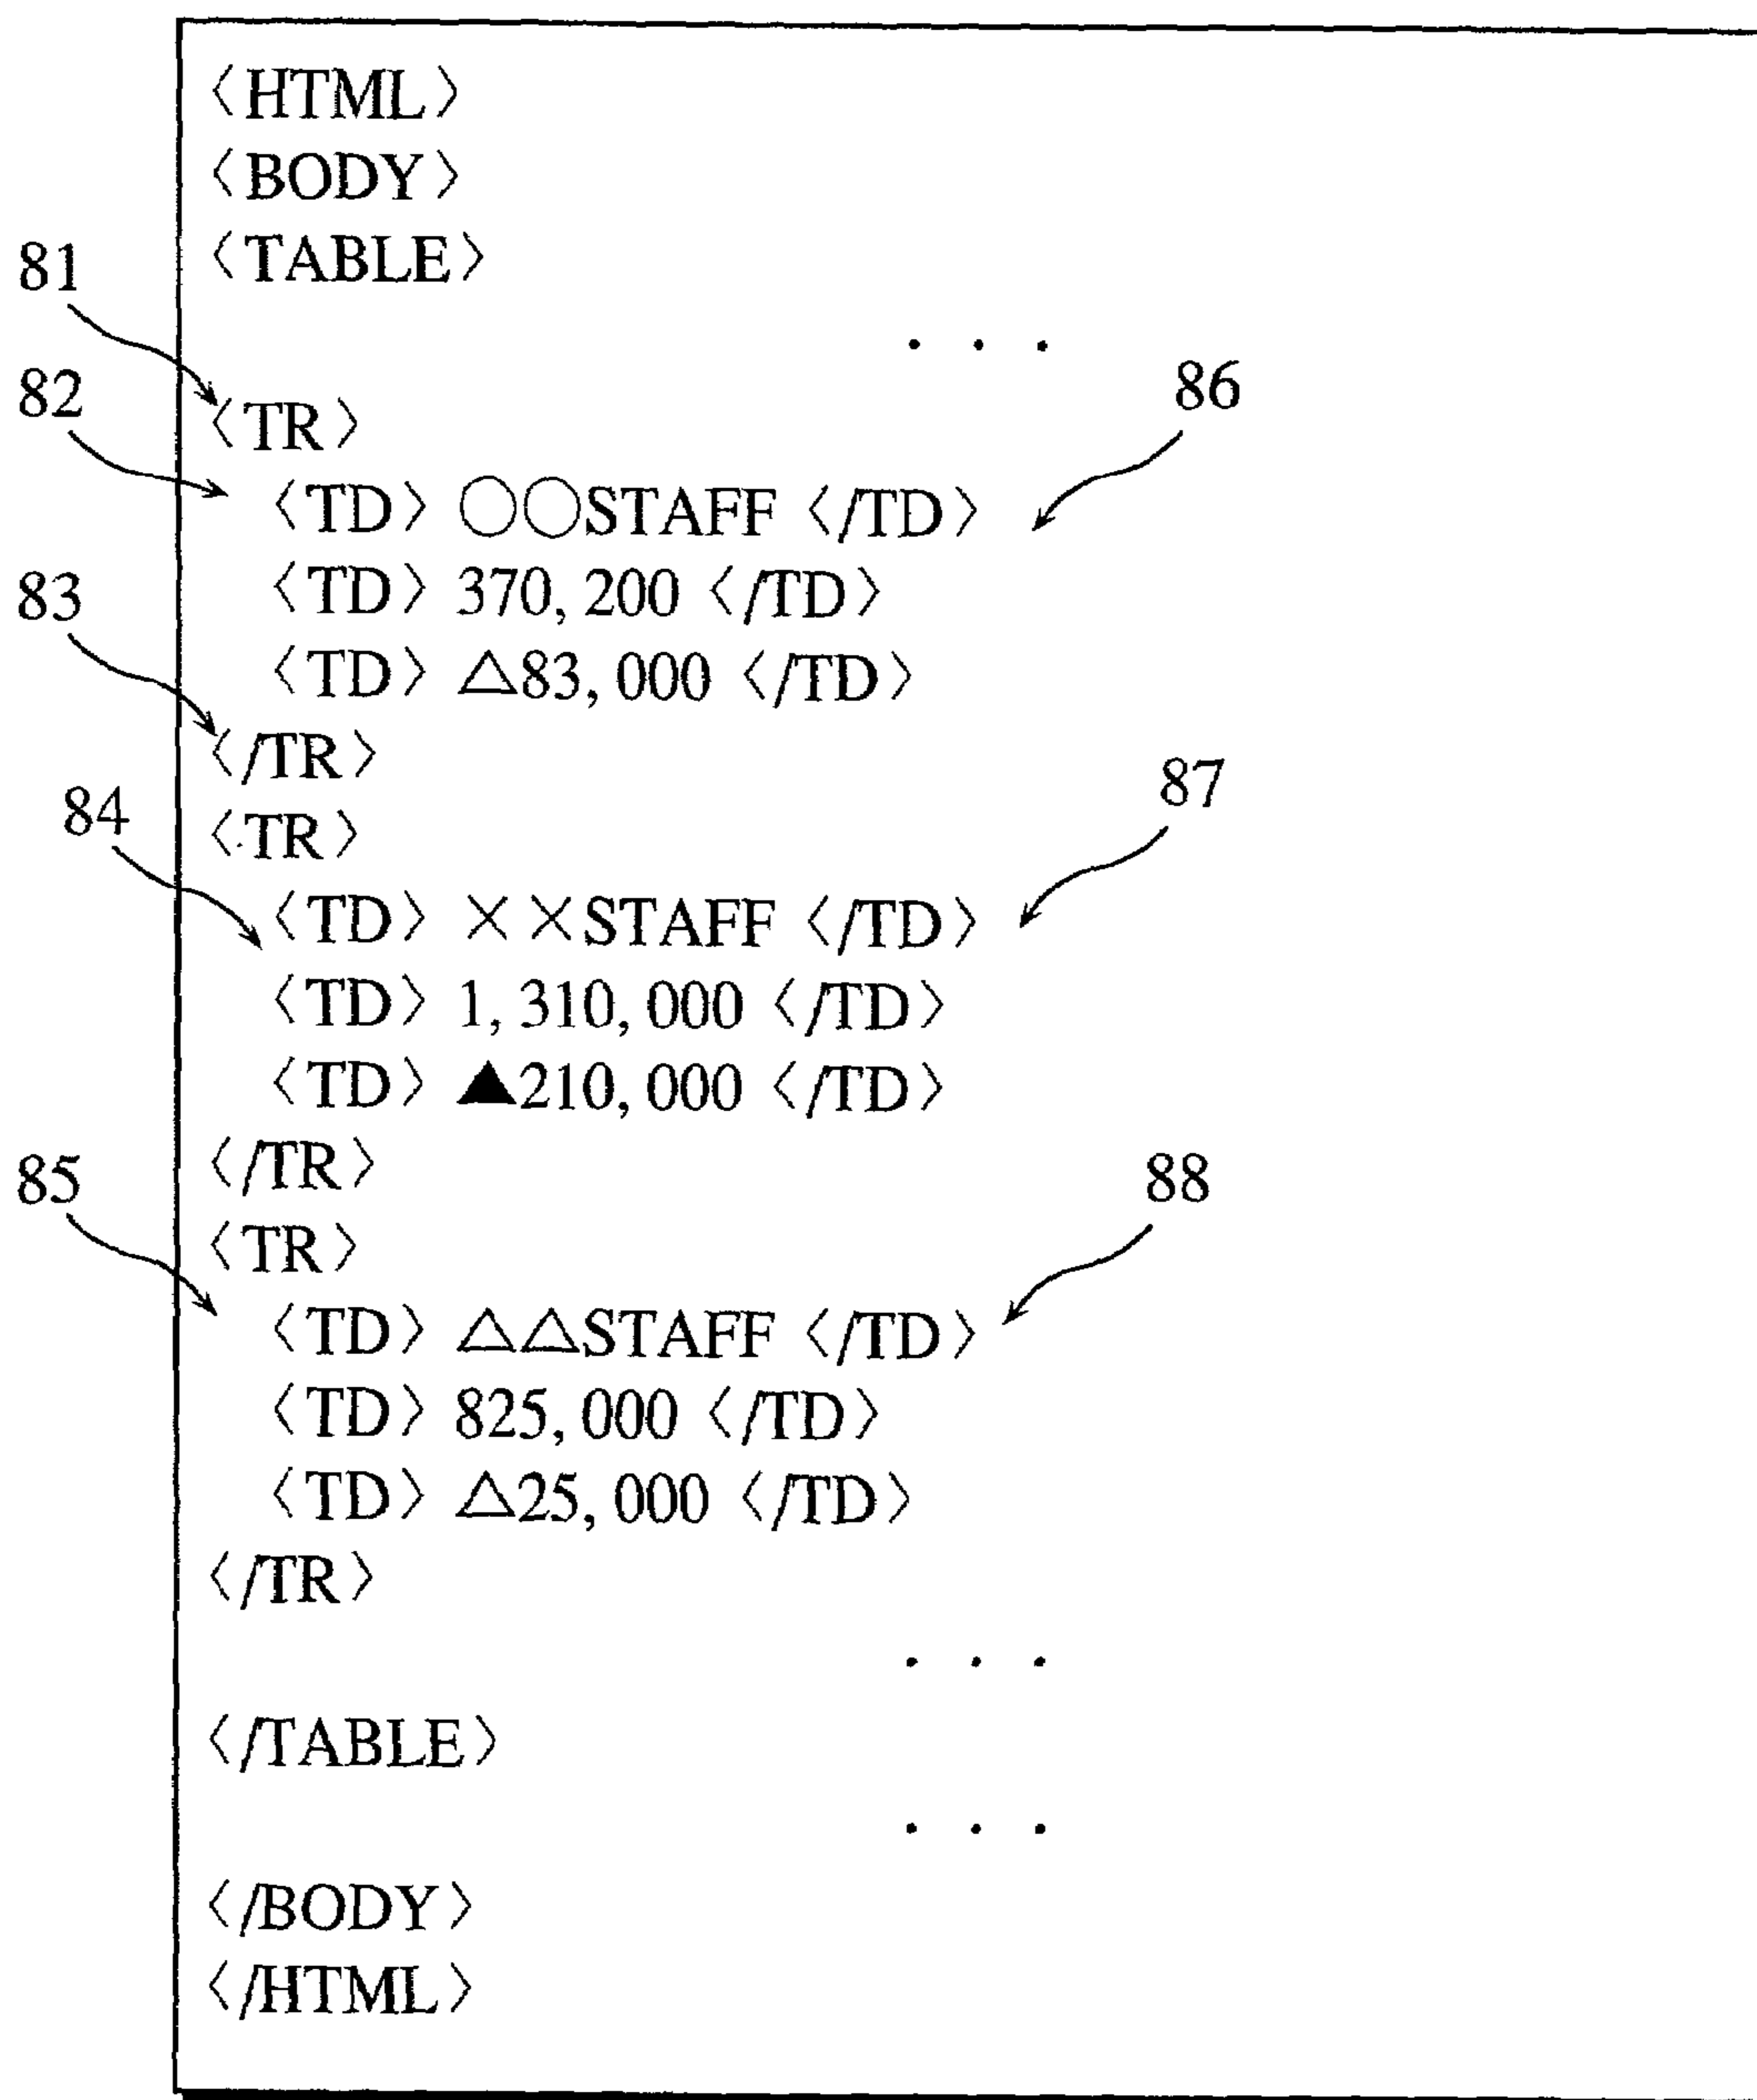 〈HTML〉
〈BODY〉
81
〈TABLE〉
. . .
82
86
〈TR〉
〈TD〉 ○○STAFF 〈/TD〉
83
〈TD〉 370, 200 〈/TD〉
〈TD〉 △83, 000 〈/TD〉
〈/TR〉
84
87
〈TR〉
〈TD〉 ××STAFF 〈/TD〉
〈TD〉 1, 310, 000 〈/TD〉
〈TD〉 ▲210, 000 〈/TD〉
〈/TR〉
85
88
〈TR〉
〈TD〉 △△STAFF 〈/TD〉
〈TD〉 825, 000 〈/TD〉
〈TD〉 △25, 000 〈/TD〉
〈/TR〉
. . .
〈/TABLE〉
. . .
〈/BODY〉
〈/HTML〉